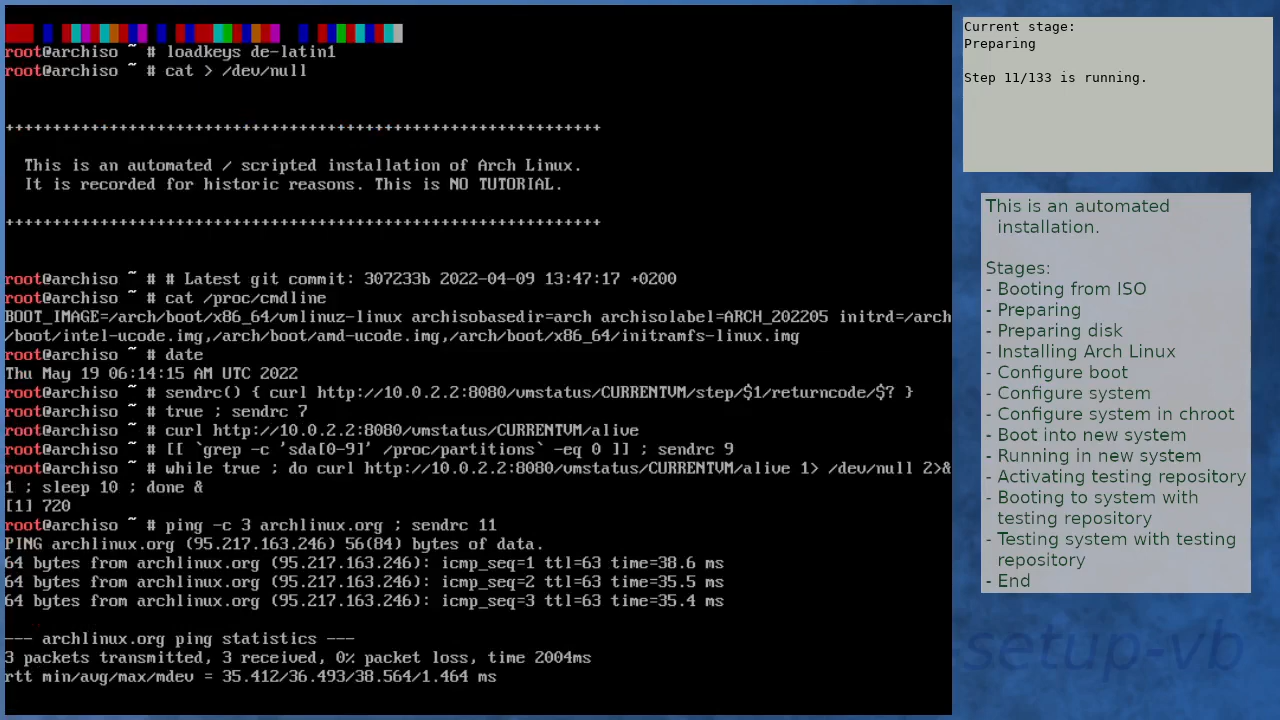 root@archiso ~ # loadkeys de-latin1
root@archiso ~ # cat > /dev/null
+++++++++++++++++++++++++++++++++++++++++++++++++++++++++++++++
This is an automated / scripted installation of Arch Linux.
It is recorded for historic reasons. This is NO TUTORIAL.
+++++++++++++++++++++++++++++++++++++++++++++++++++++++++++++++
root@archiso ~ # # Latest git commit: 307233b 2022-04-09 13:47:17 +0200
root@archiso ~ # cat /proc/cmdline
BOOT_IMAGE=/arch/boot/x86_64/vmlinuz-linux archisobasedir=arch archisolabel=ARCH_202205 initrd=/arch
/boot/intel-ucode.img,/arch/boot/amd-ucode.img,/arch/boot/x86_64/initramfs-linux.img
root@archiso ~ # date
Thu May 19 06:14:15 AM UTC 2022
root@archiso ~ # sendrc() { curl http://10.0.2.2:8080/vmstatus/CURRENTVM/step/$1/returncode/$? }
root@archiso ~ # true ; sendrc 7
root@archiso ~ # curl http://10.0.2.2:8080/vmstatus/CURRENTVM/alive
root@archiso ~ # [[ `grep -c 'sda[0-9]' /proc/partitions` -eq 0 ]] ; sendrc 9
root@archiso ~ # while true ; do curl http://10.0.2.2:8080/vmstatus/CURRENTVM/alive 1> /dev/null 2>&
1 ; sleep 10 ; done &
[1] 720
root@archiso ~ # ping -c 3 archlinux.org ; sendrc 11
PING archlinux.org (95.217.163.246) 56(84) bytes of data.
64 bytes from archlinux.org (95.217.163.246): icmp_seq=1 ttl=63 time=38.6 ms
64 bytes from archlinux.org (95.217.163.246): icmp_seq=2 ttl=63 time=35.5 ms
64 bytes from archlinux.org (95.217.163.246): icmp_seq=3 ttl=63 time=35.4 ms
--- archlinux.org ping statistics ---
3 packets transmitted, 3 received, 0% packet loss, time 2004ms
rtt min/avg/max/mdev = 35.412/36.493/38.564/1.464 ms
Current stage:
Preparing
Step 11/133 is running.
This is an automated
installation.
Stages:
- Booting from ISO
- Preparing
- Preparing disk
- Installing Arch Linux
- Configure boot
- Configure system
- Configure system in chroot
- Boot into new system
- Running in new system
- Activating testing repository
- Booting to system with
testing repository
- Testing system with testing
repository
- End
setup-vb